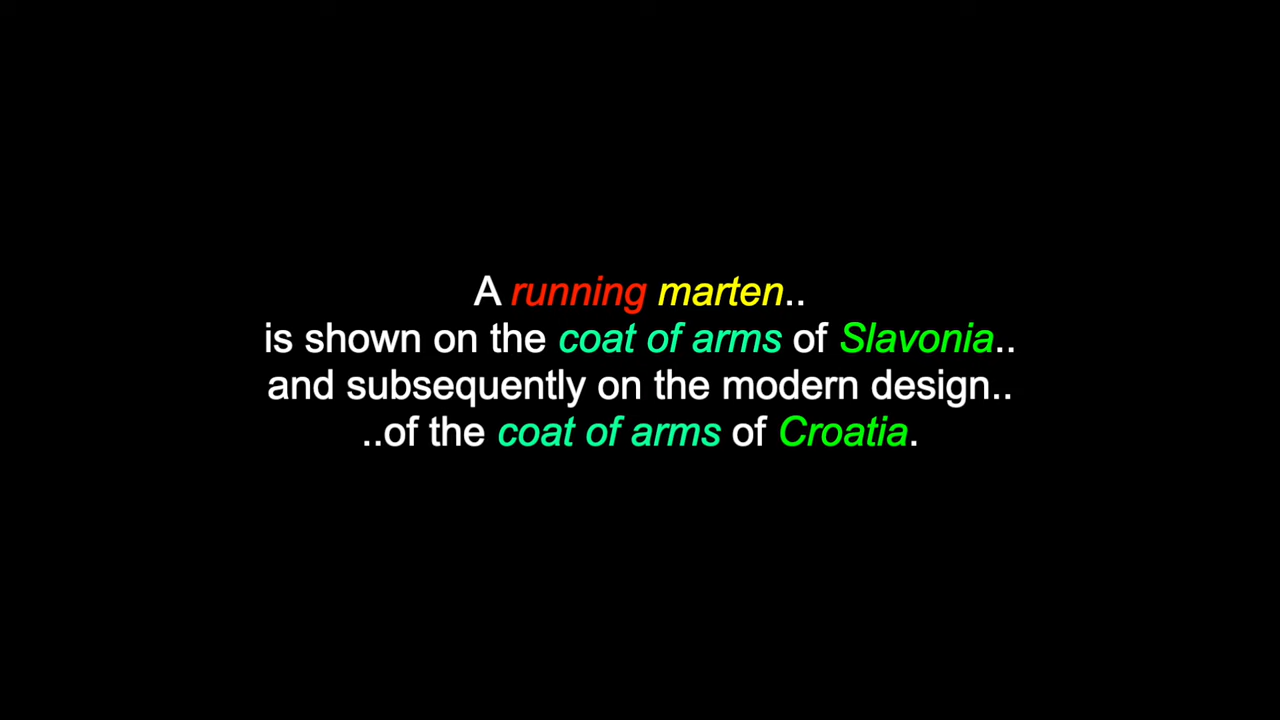 A running marten..
is shown on the coat of arms of Slavonia..
and subsequently on the modern design..
..of the coat of arms of Croatia.